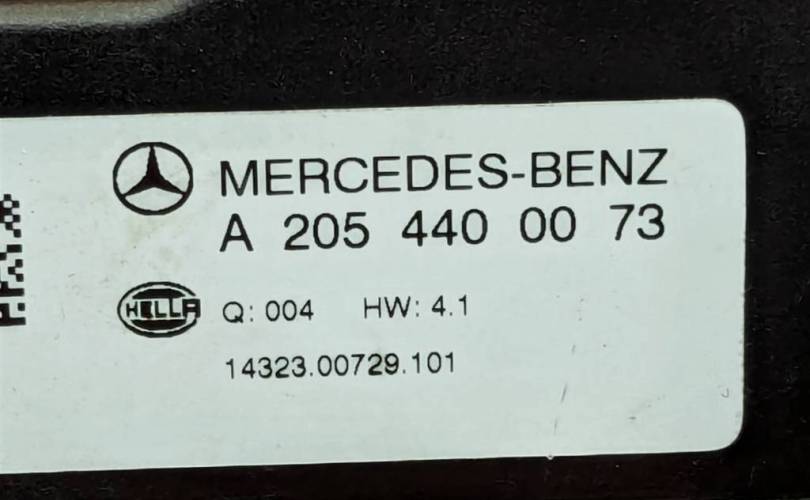 MERCEDES-BENZ
A 205 440 00 73
HELLA
Q: 004 HW: 4.1
14323.00729.101